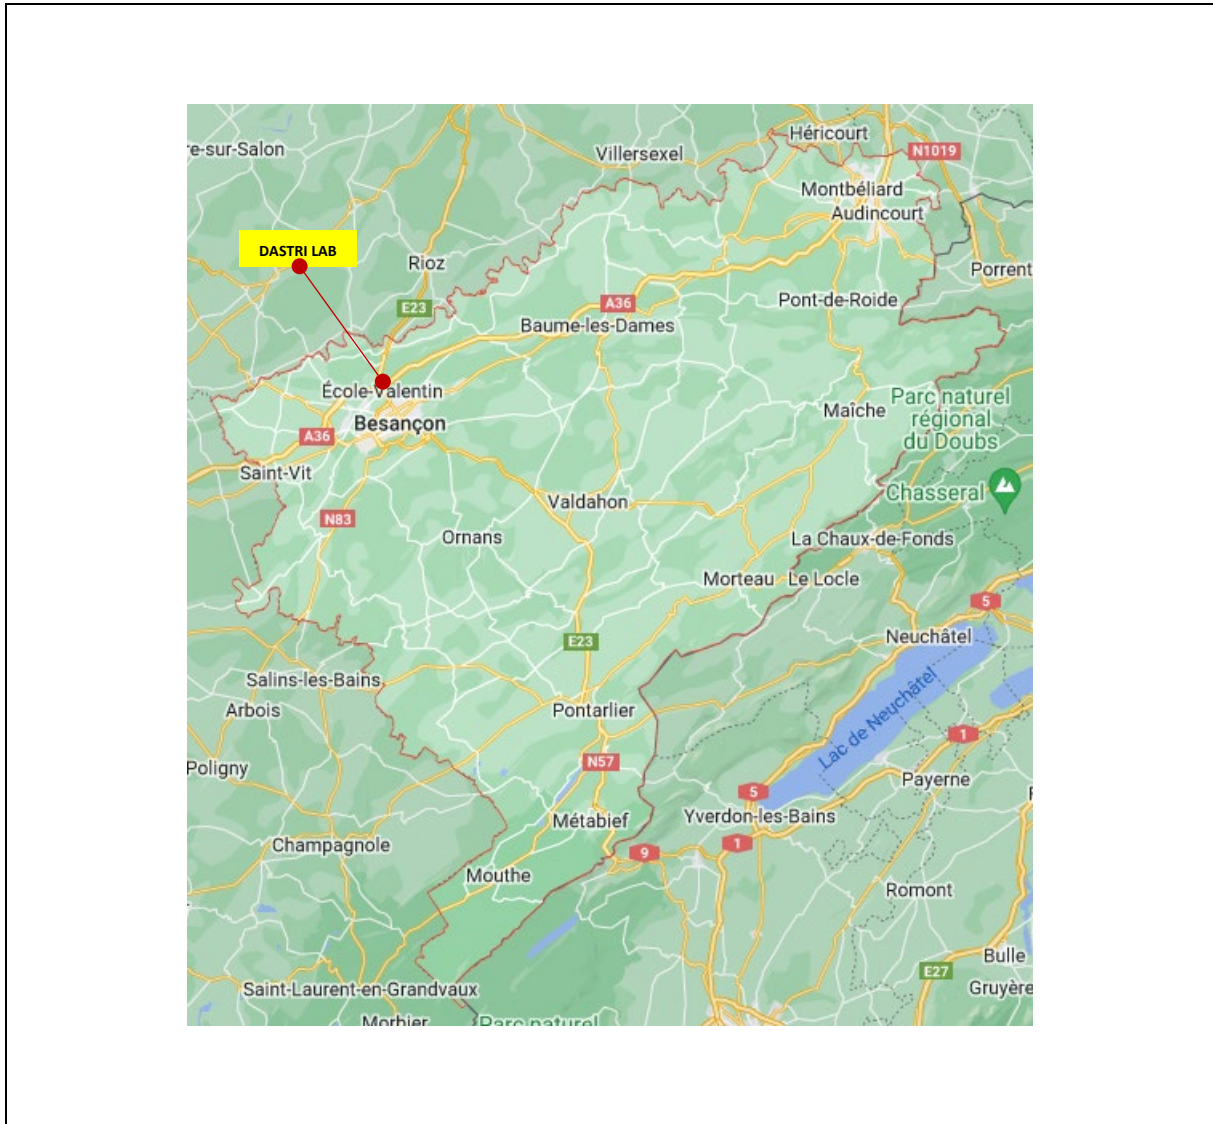 Héricourt
re-sur-Salon
Villersexel
N1019
Montbéliard
Audincourt
DASTRI LAB
Rioz
Porrent
E23
A36
Pont-de-Roide
Baume-les-Dames
École-Valentin
Parc naturel
régional
du Doubs
Maîche
Besançon
A36
Saint-Vit
Chasseral
Valdahon
N83
Ornans
La Chaux-de-Fonds
Morteau
Le Locle
5
Neuchâtel
E23
Salins-les-Bains
Arbois
Pontarlier
Lac de Neuchâtel
1
Poligny
N57
Payerne
5
Métabief
Yverdon-les-Bains
Champagnole
1
9
Mouthe
Romont
Bulle
E27
Saint-Laurent-en-Grandvaux
Gruyère
Morbier
Parc naturel